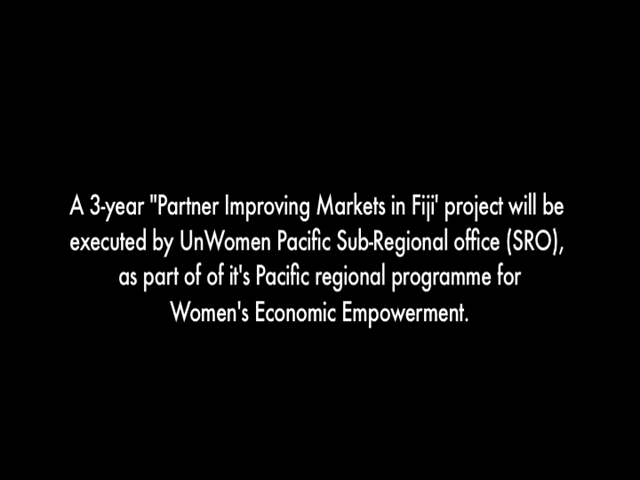 A 3-year "Partner Improving Markets in Fiji' project will be
executed by UnWomen Pacific Sub-Regional office (SRO),
as part of of it's Pacific regional programme for
Women's Economic Empowerment.